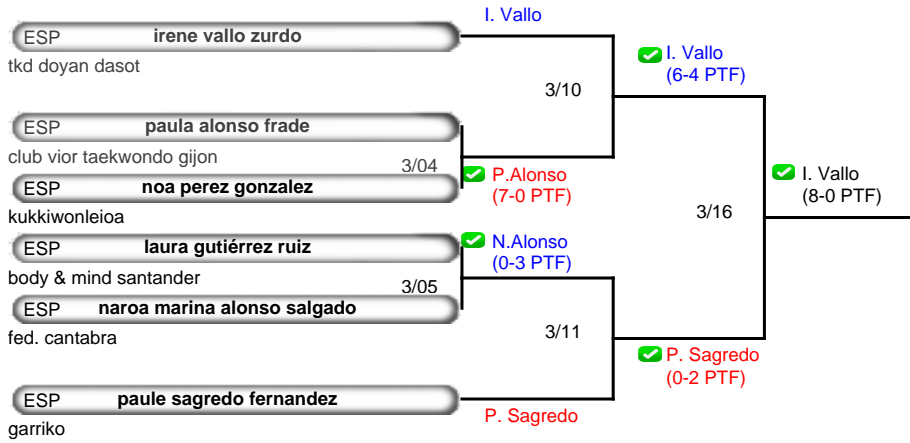 I. Vallo
ESP irene vallo zurdo
tkd doyan dasot
I. Vallo
(6-4 PTF)
3/10
ESP paula alonso frade
club vior taekwondo gijon
3/04
P.Alonso
(7-0 PTF)
ESP noa perez gonzalez
kukkiwonleioa
I. Vallo
(8-0 PTF)
3/16
ESP laura gutiérrez ruiz
body & mind santander
N.Alonso
(0-3 PTF)
3/05
ESP naroa marina alonso salgado
fed. cantabra
3/11
P. Sagredo
(0-2 PTF)
ESP paule sagredo fernandez
garriko
P. Sagredo